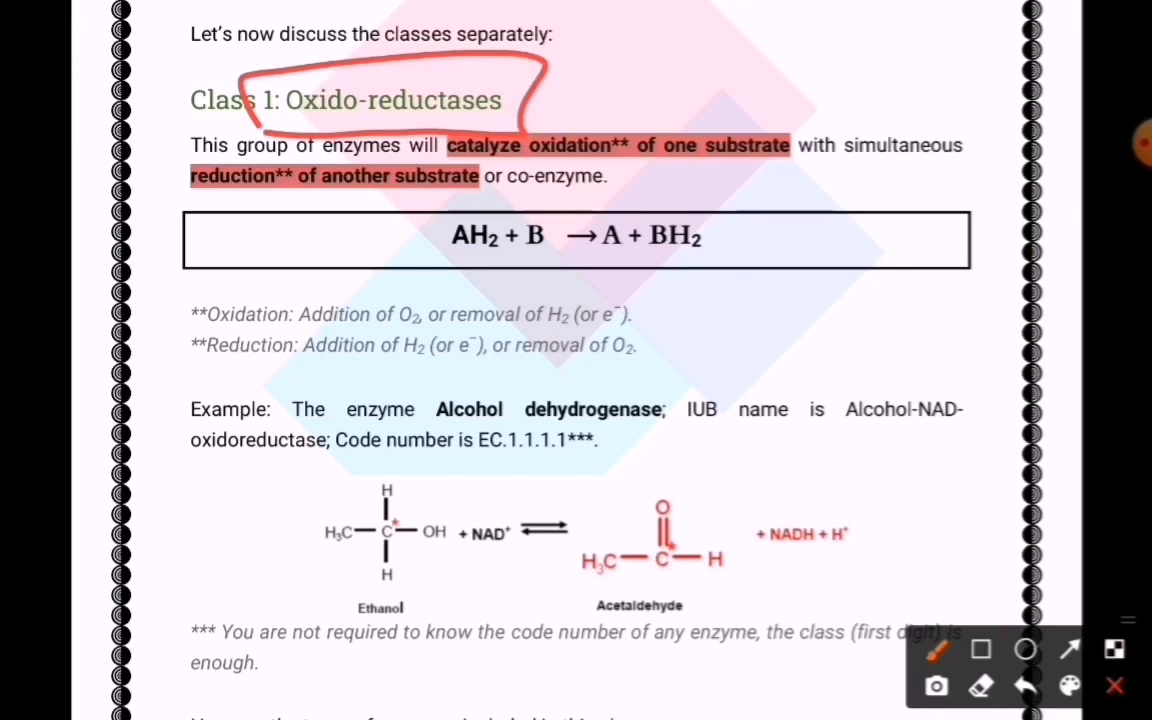 Let's now discuss the classes separately:
Class 1: Oxido-reductases
This group of enzymes will catalyze oxidation** of one substrate with simultaneous
reduction** of another substrate or co-enzyme.
AH₂ + B → A + BH₂
**Oxidation: Addition of O₂, or removal of H₂ (or e⁻).
**Reduction: Addition of H₂ (or e⁻), or removal of O₂.
Example: The enzyme Alcohol dehydrogenase; IUB name is Alcohol-NAD-
oxidoreductase; Code number is EC.1.1.1.1***.
H
O
H₃C — C* — OH + NAD⁺ ⇌ H₃C — C* — H + NADH + H⁺
H
Ethanol
Acetaldehyde
*** You are not required to know the code number of any enzyme, the class (first digit) is
enough.